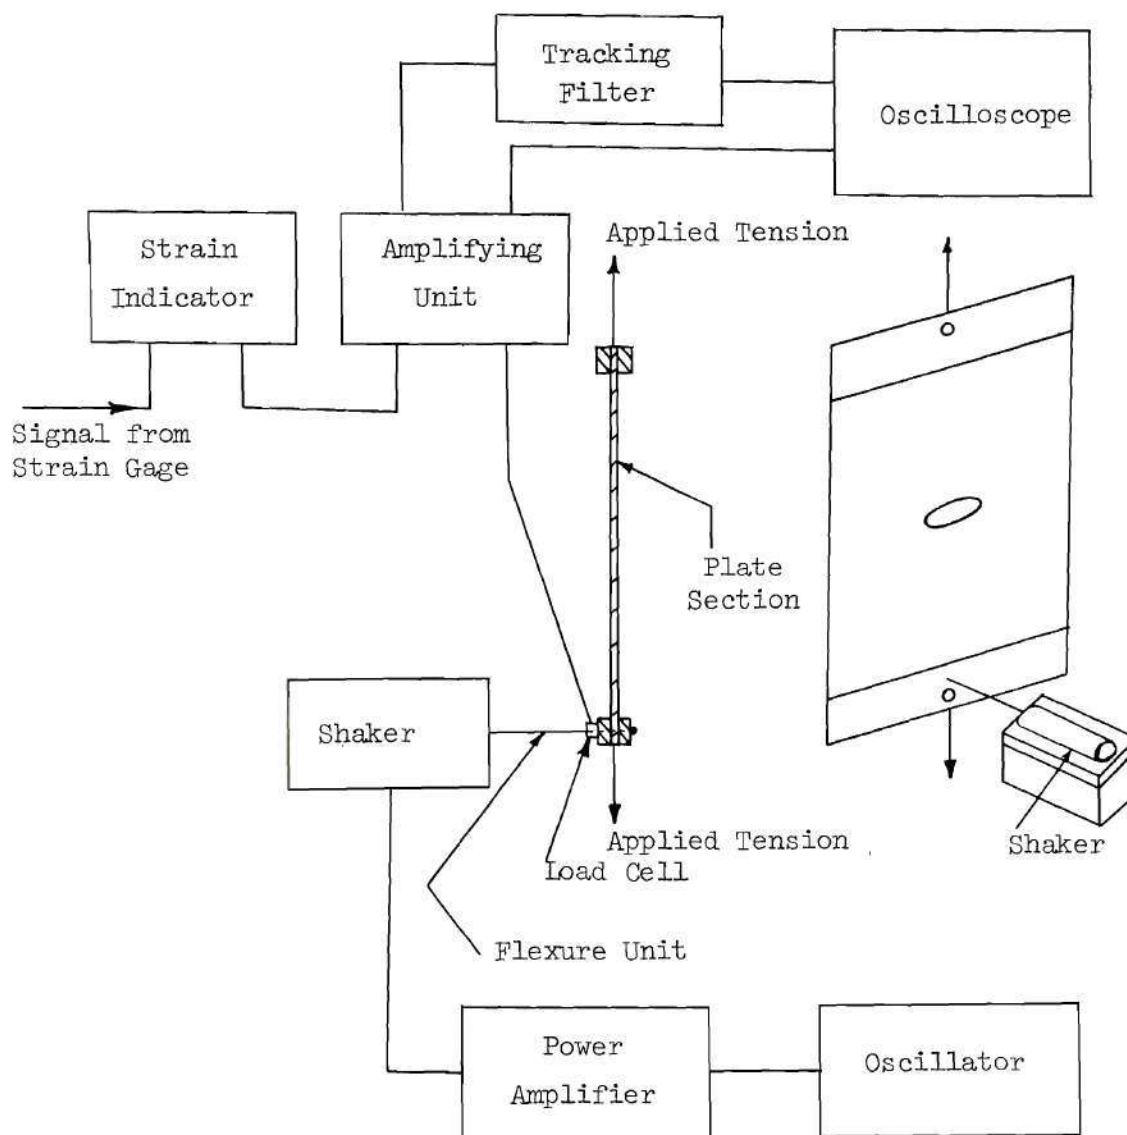 Tracking
Filter
Oscilloscope
Strain
Indicator
Amplifying
Unit
Applied Tension
Signal from
Strain Gage
Plate
Section
Shaker
Applied Tension
Load Cell
Shaker
Flexure Unit
Power
Amplifier
Oscillator